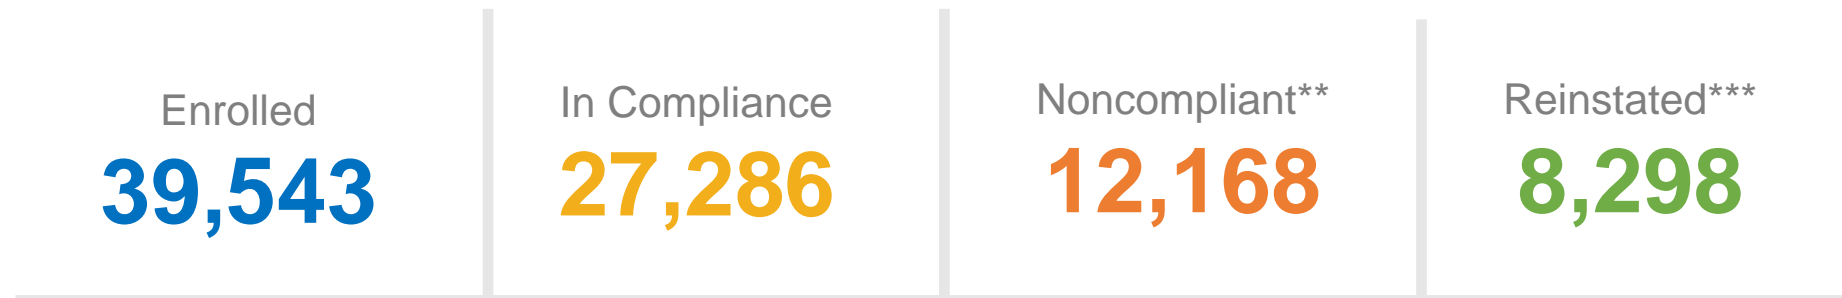 Enrolled
39,543
In Compliance
27,286
Noncompliant**
12,168
Reinstated***
8,298